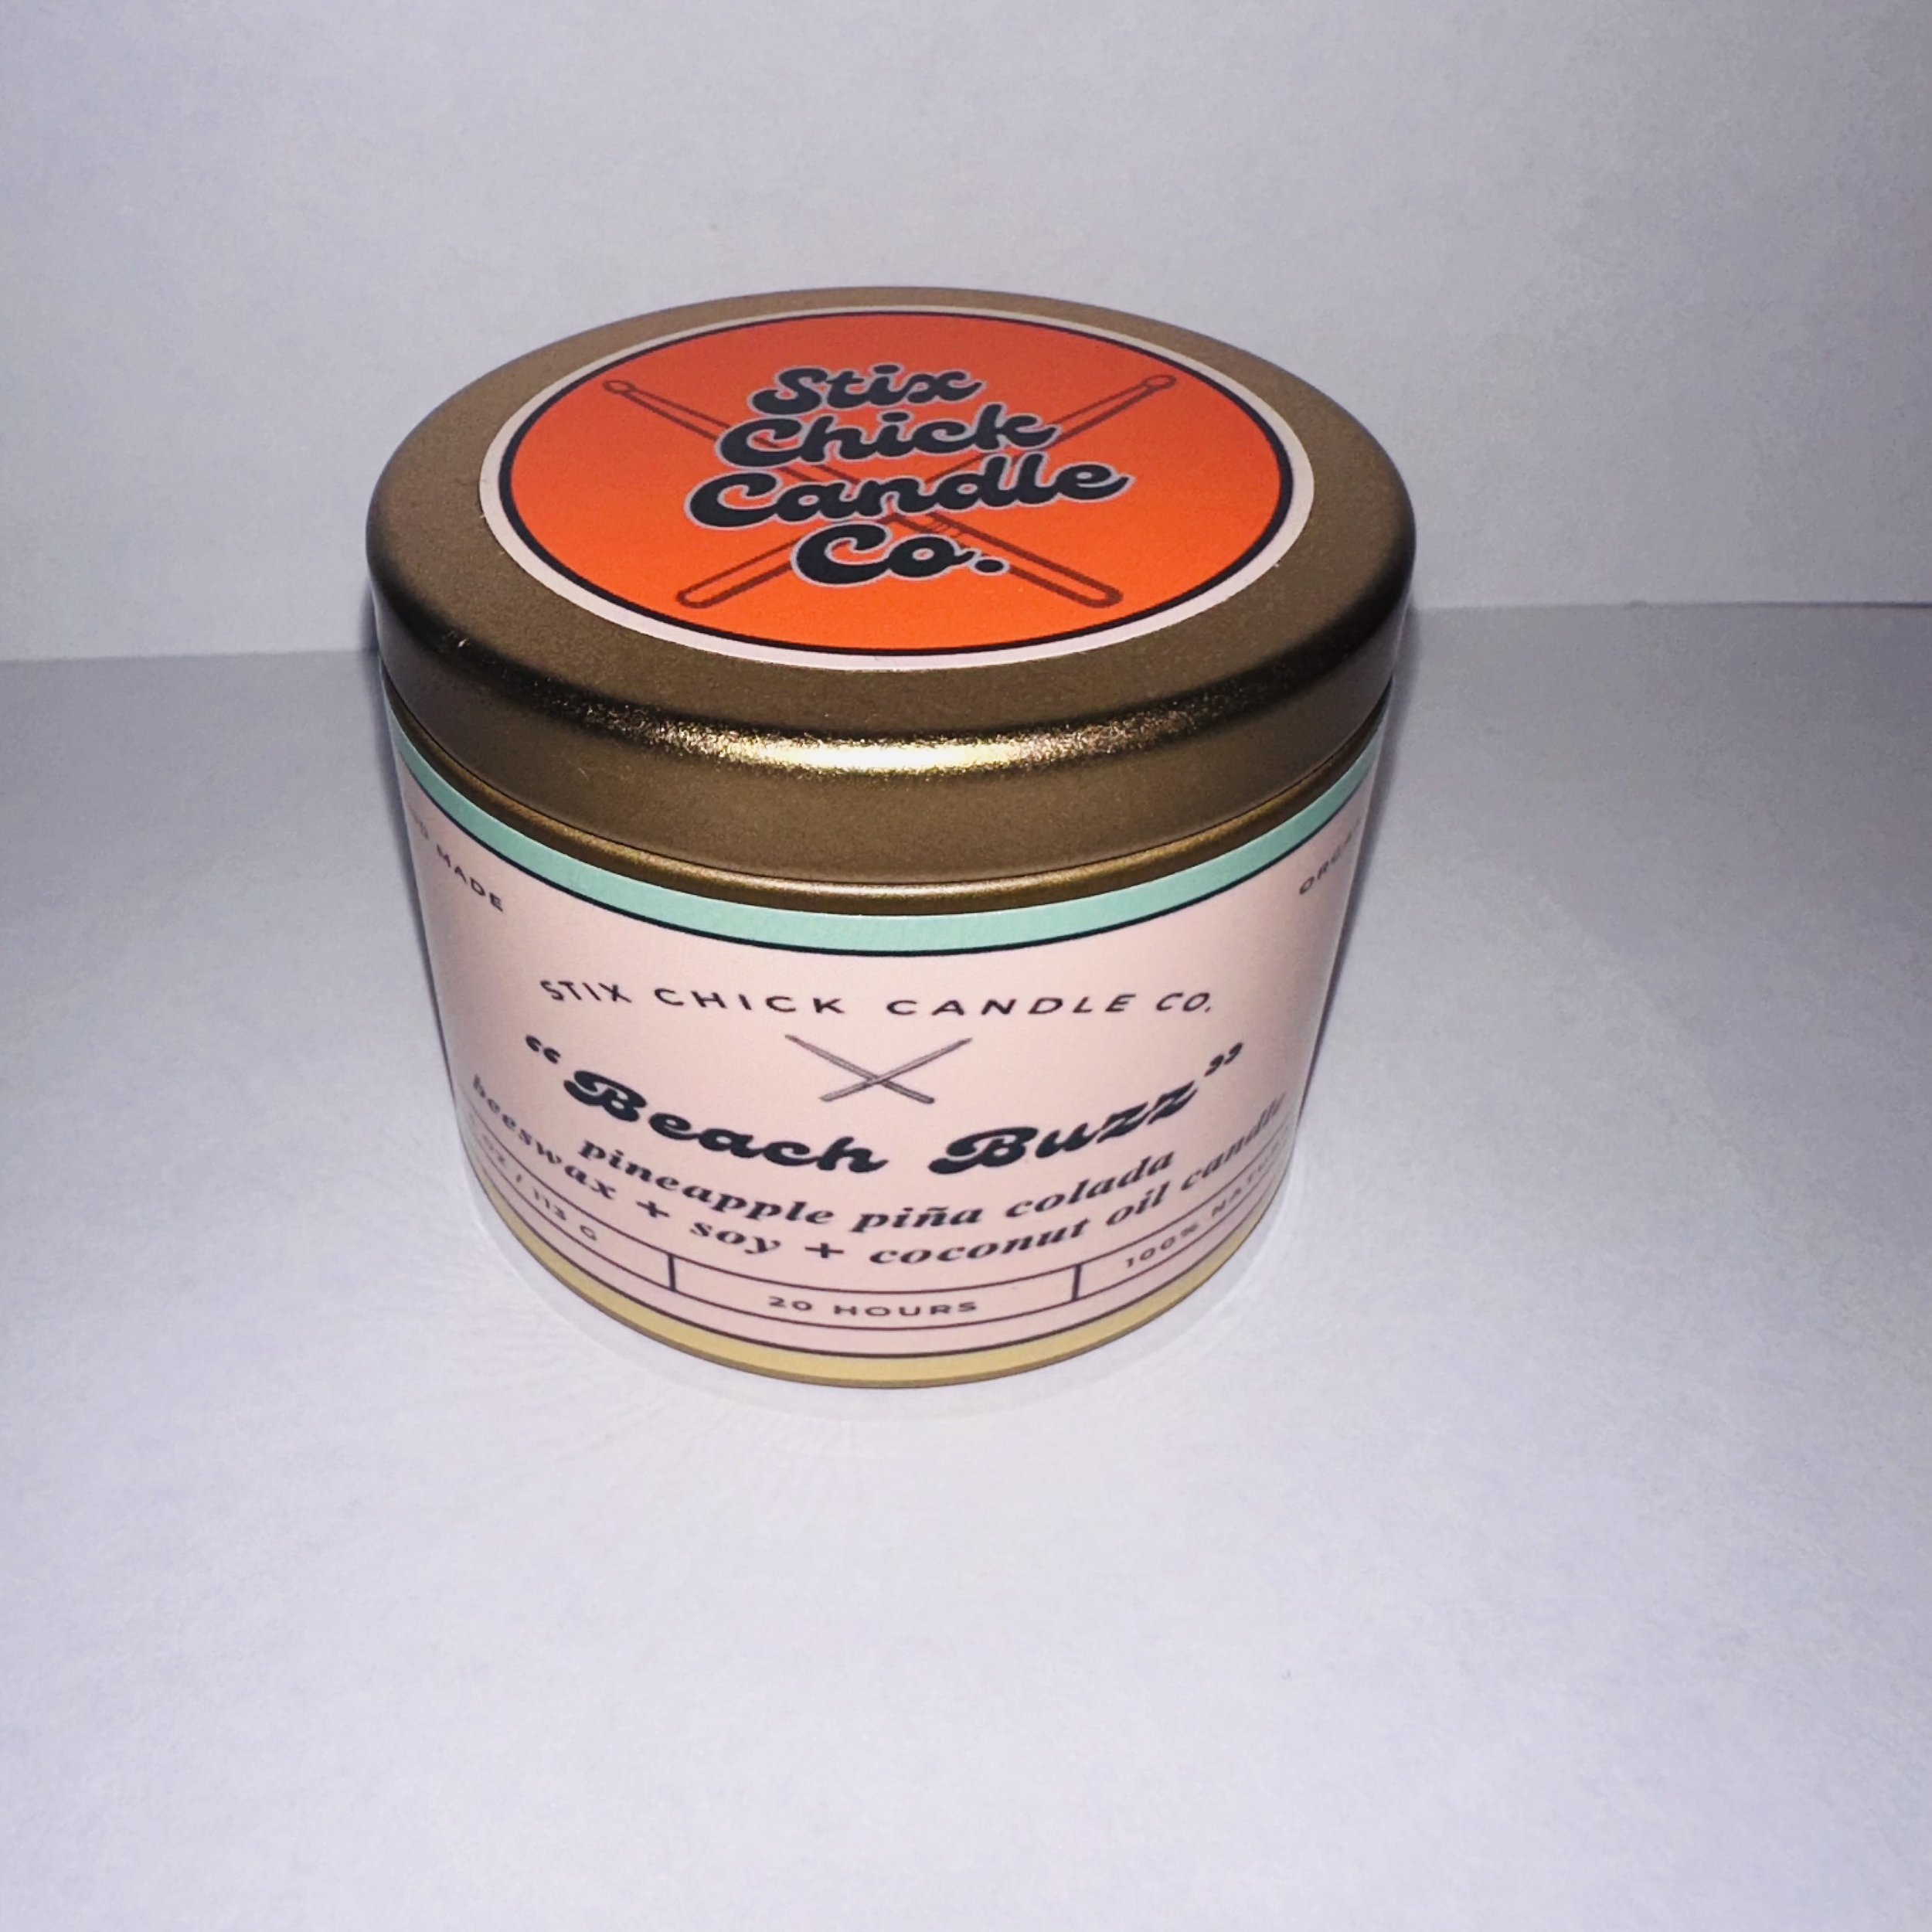 Stix
Chick
Candle
Co.
MADE
STIX CHICK CANDLE CO.
“Beach Buzz”
pineapple piña colada
beeswax + soy + coconut oil candle
OZ / 113 G
20 HOURS
100%